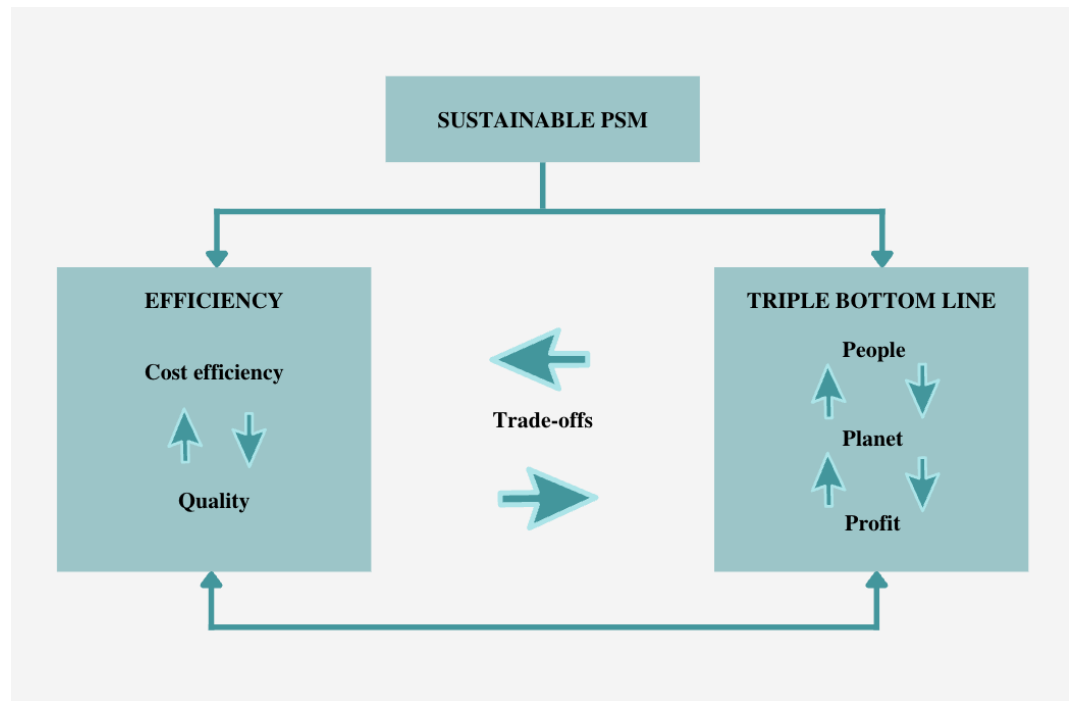 SUSTAINABLE PSM
EFFICIENCY
Cost efficiency
Quality
Trade-offs
TRIPLE BOTTOM LINE
People
Planet
Profit